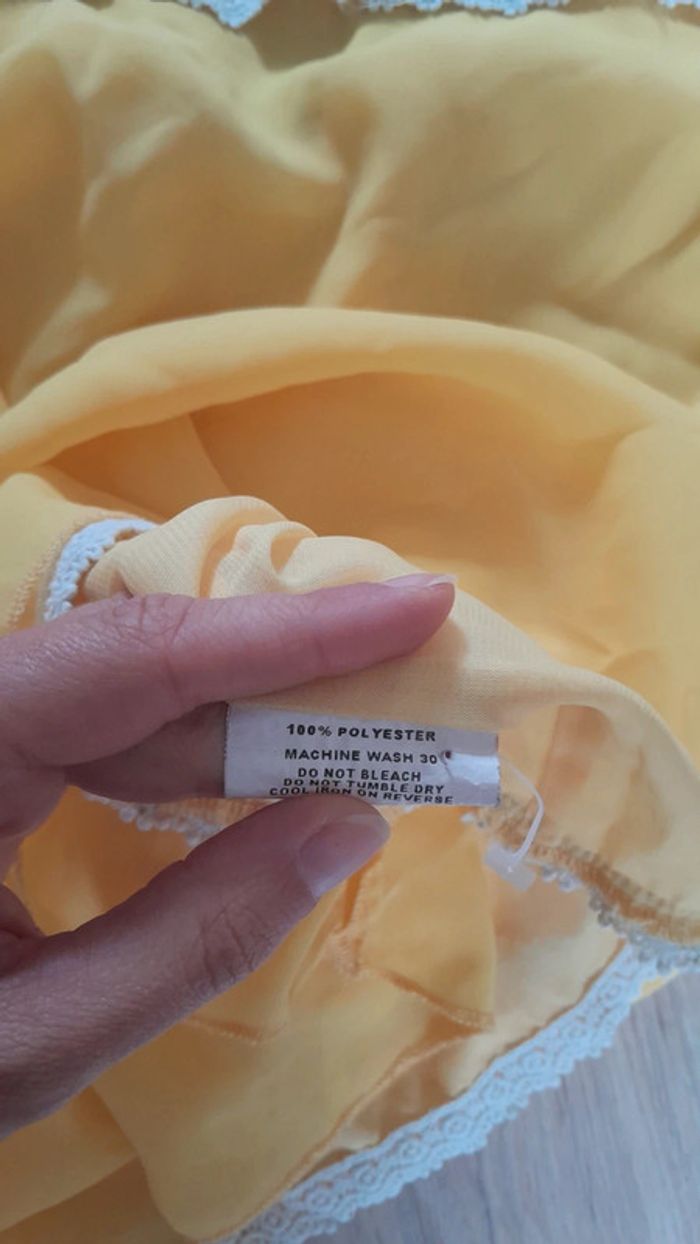 100% POLYESTER
MACHINE WASH 30°
DO NOT BLEACH
DO NOT TUMBLE DRY
COOL IRON ON REVERSE